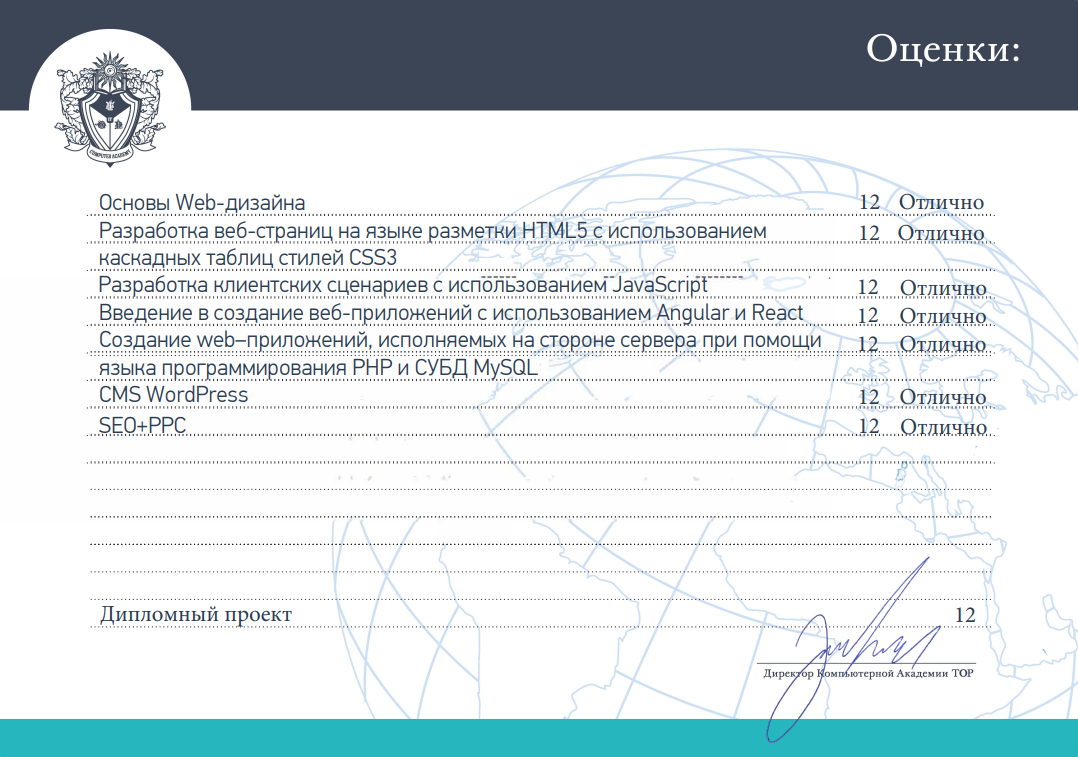 Оценки:
COMPUTER ACADEMY
Основы Web-дизайна 12 Отлично
Разработка веб-страниц на языке разметки HTML5 с использованием 12 Отлично
каскадных таблиц стилей CSS3
Разработка клиентских сценариев с использованием JavaScript 12 Отлично
Введение в создание веб-приложений с использованием Angular и React 12 Отлично
Создание web–приложений, исполняемых на стороне сервера при помощи 12 Отлично
языка программирования PHP и СУБД MySQL
CMS WordPress 12 Отлично
SEO+PPC 12 Отлично
Дипломный проект 12
Директор Компьютерной Академии TOP